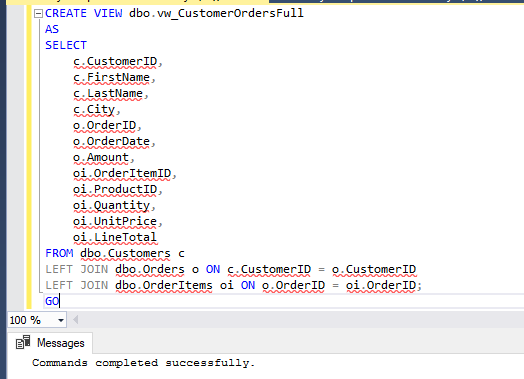 CREATE VIEW dbo.vw_CustomerOrdersFull
AS
SELECT
c.CustomerID,
c.FirstName,
c.LastName,
c.City,
o.OrderID,
o.OrderDate,
o.Amount,
oi.OrderItemID,
oi.ProductID,
oi.Quantity,
oi.UnitPrice,
oi.LineTotal
FROM dbo.Customers c
LEFT JOIN dbo.Orders o ON c.CustomerID = o.CustomerID
LEFT JOIN dbo.OrderItems oi ON o.OrderID = oi.OrderID;
GO
100 %
Messages
Commands completed successfully.